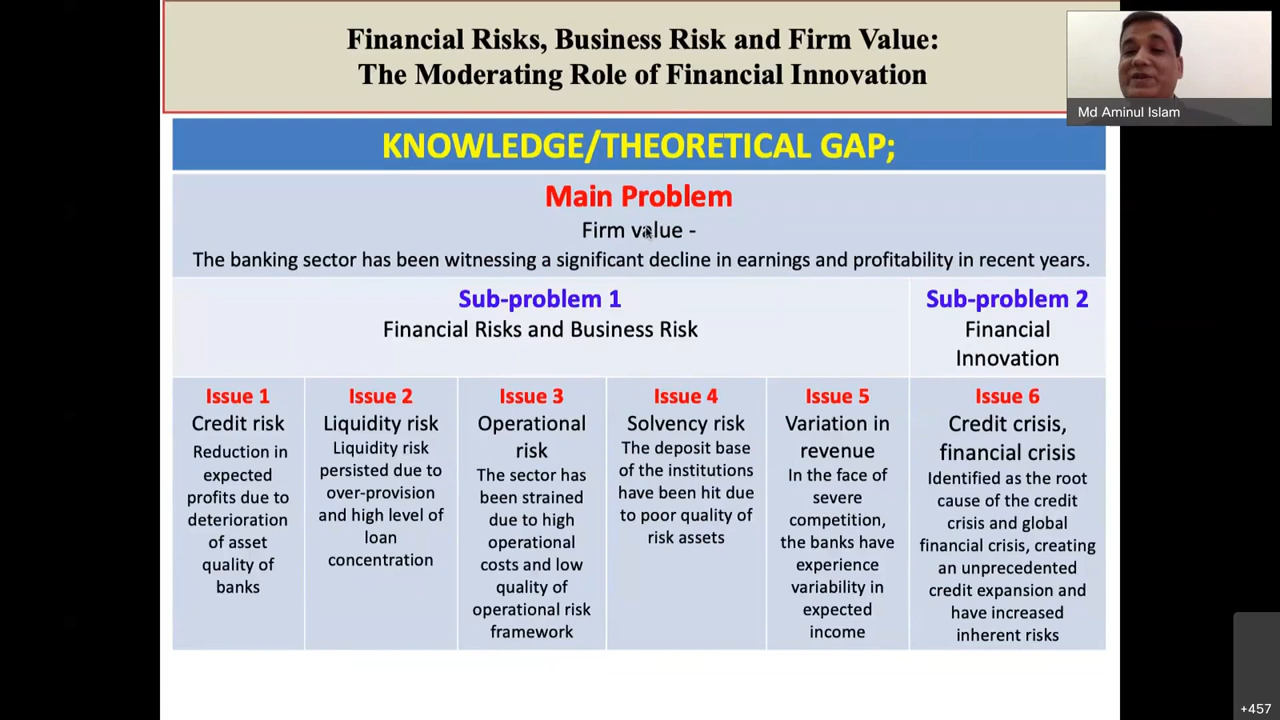 Financial Risks, Business Risk and Firm Value:
The Moderating Role of Financial Innovation
Md Aminul Islam
KNOWLEDGE/THEORETICAL GAP;
Main Problem
Firm value -
The banking sector has been witnessing a significant decline in earnings and profitability in recent years.
Sub-problem 1
Financial Risks and Business Risk
Sub-problem 2
Financial
Innovation
Issue 1
Credit risk
Reduction in
expected
profits due to
deterioration
of asset
quality of
banks
Issue 2
Liquidity risk
Liquidity risk
persisted due to
over-provision
and high level of
loan
concentration
Issue 3
Operational
risk
The sector has
been strained
due to high
operational
costs and low
quality of
operational risk
framework
Issue 4
Solvency risk
The deposit base
of the institutions
have been hit due
to poor quality of
risk assets
Issue 5
Variation in
revenue
In the face of
severe
competition,
the banks have
experience
variability in
expected
income
Issue 6
Credit crisis,
financial crisis
Identified as the root
cause of the credit
crisis and global
financial crisis, creating
an unprecedented
credit expansion and
have increased
inherent risks
+457